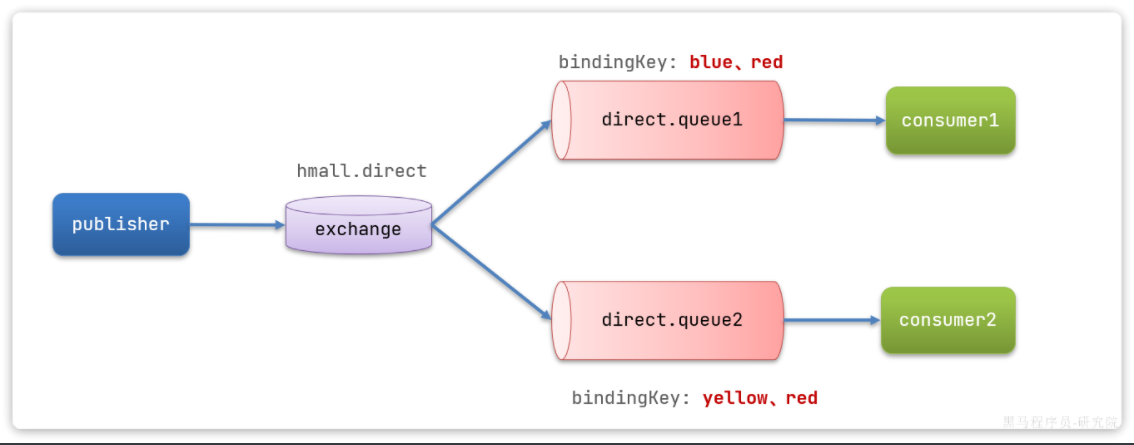 bindingKey: blue、red
direct.queue1
consumer1
hmall.direct
publisher
exchange
direct.queue2
consumer2
bindingKey: yellow、red
黑马程序员-研究院